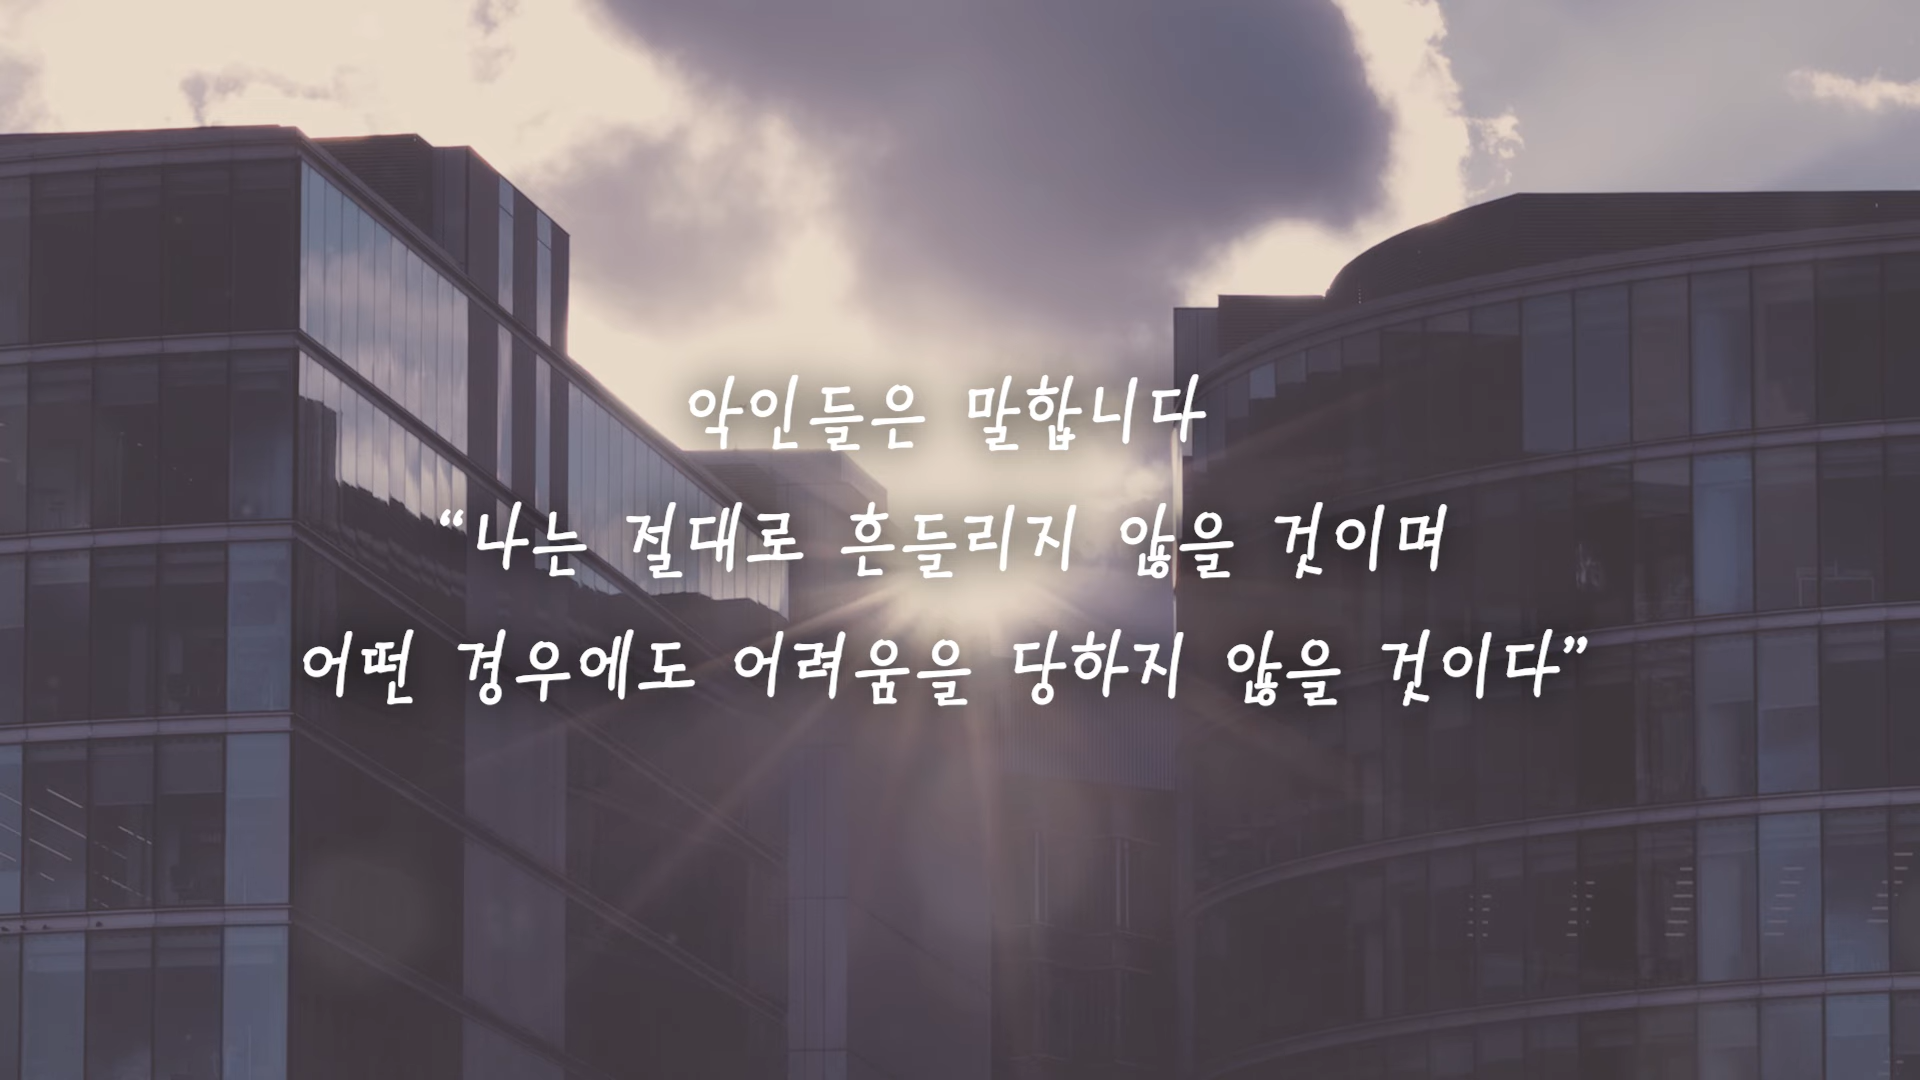 악인들은 말합니다
“나는 절대로 흔들리지 않을 것이며
어떤 경우에도 어려움을 당하지 않을 것이다”